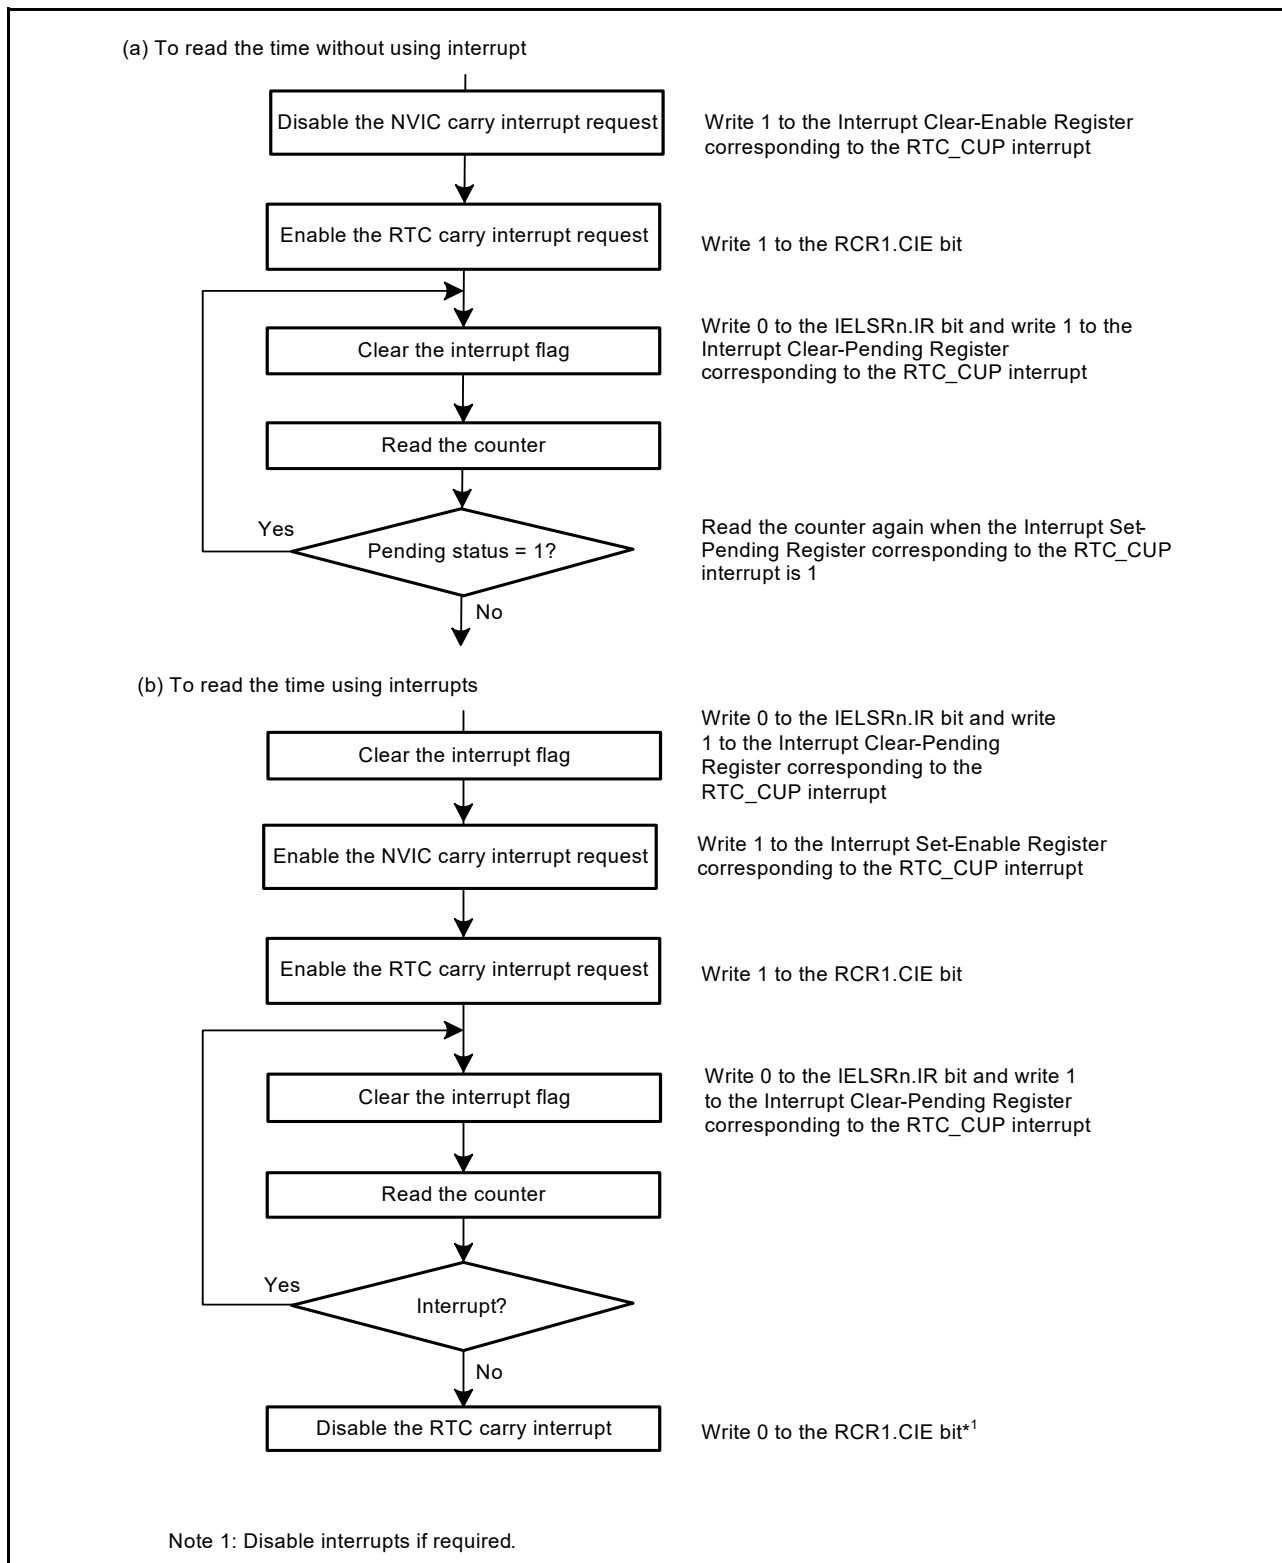 (a) To read the time without using interrupt
Disable the NVIC carry interrupt request
Write 1 to the Interrupt Clear-Enable Register
corresponding to the RTC_CUP interrupt
Enable the RTC carry interrupt request
Write 1 to the RCR1.CIE bit
Clear the interrupt flag
Write 0 to the IELSRn.IR bit and write 1 to the
Interrupt Clear-Pending Register
corresponding to the RTC_CUP interrupt
Read the counter
Yes
Pending status = 1?
Read the counter again when the Interrupt Set-
Pending Register corresponding to the RTC_CUP
interrupt is 1
No
(b) To read the time using interrupts
Clear the interrupt flag
Write 0 to the IELSRn.IR bit and write
1 to the Interrupt Clear-Pending
Register corresponding to the
RTC_CUP interrupt
Enable the NVIC carry interrupt request
Write 1 to the Interrupt Set-Enable Register
corresponding to the RTC_CUP interrupt
Enable the RTC carry interrupt request
Write 1 to the RCR1.CIE bit
Clear the interrupt flag
Write 0 to the IELSRn.IR bit and write 1
to the Interrupt Clear-Pending Register
corresponding to the RTC_CUP interrupt
Read the counter
Yes
Interrupt?
No
Disable the RTC carry interrupt
Write 0 to the RCR1.CIE bit*1
Note 1: Disable interrupts if required.